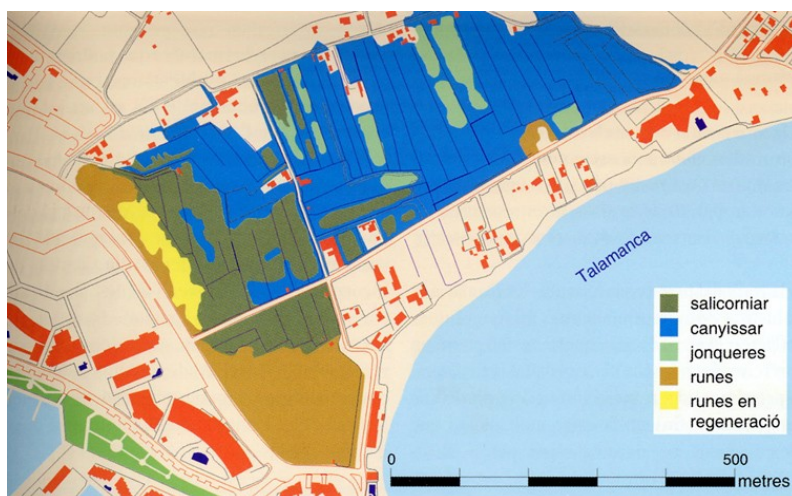 Talamanca
salicorniar
canyissar
jonqueres
runes
runes en
regeneració
0
500
metres